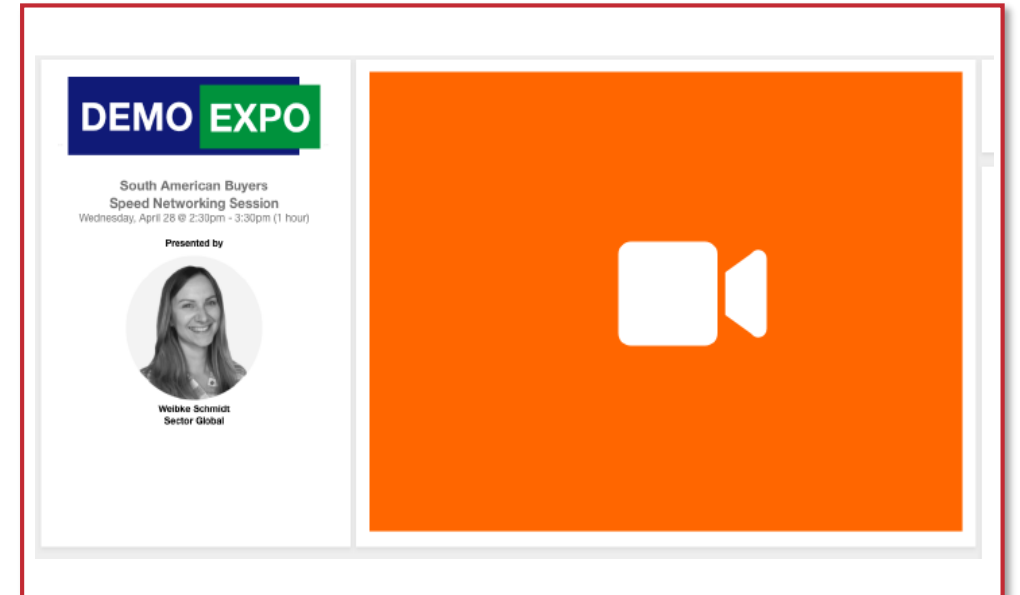 DEMO EXPO
South American Buyers
Speed Networking Session
Wednesday, April 28 @ 2:30pm - 3:30pm (1 hour)
Presented by
Weibke Schmidt
Sector Global